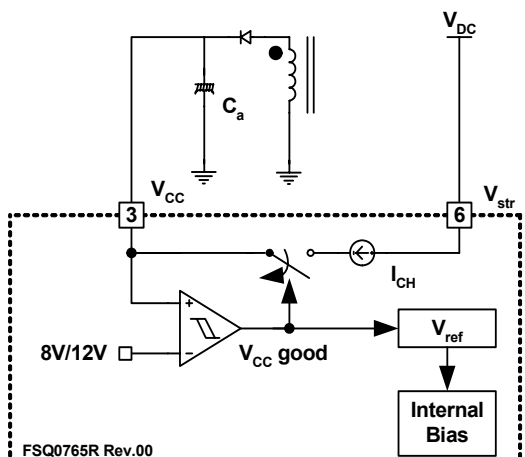 V_DC
C_a
V_CC
V_str
3
6
I_CH
+
8V/12V
-
V_CC good
V_ref
Internal
Bias
FSQ0765R Rev.00